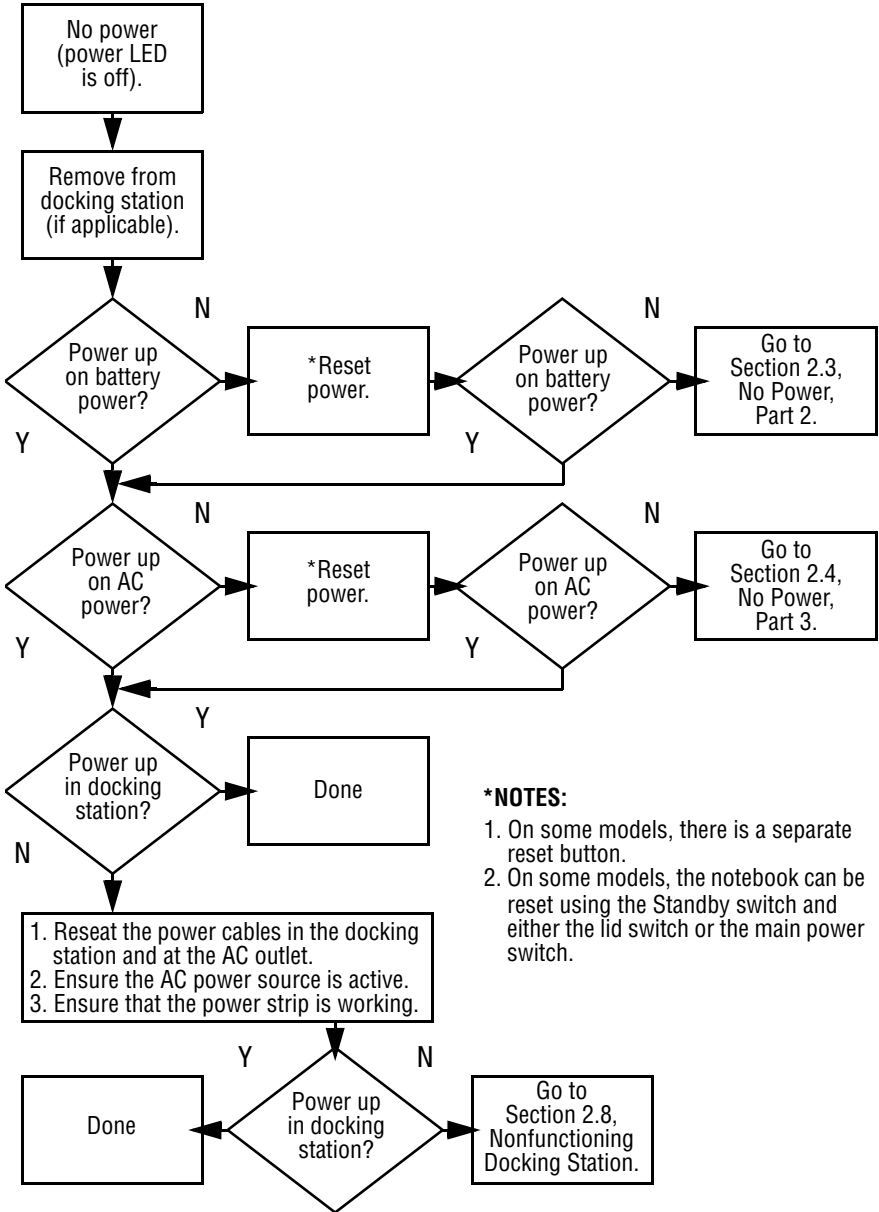 No power
(power LED
is off).
Remove from
docking station
(if applicable).
N
Power up
on battery
power?
Y
*Reset
power.
N
Power up
on battery
power?
Y
Go to
Section 2.3,
No Power,
Part 2.
N
Power up
on AC
power?
Y
*Reset
power.
N
Power up
on AC
power?
Y
Go to
Section 2.4,
No Power,
Part 3.
Y
Power up
in docking
station?
N
Done
*NOTES:
1. On some models, there is a separate
reset button.
2. On some models, the notebook can be
reset using the Standby switch and
either the lid switch or the main power
switch.
1. Reseat the power cables in the docking
station and at the AC outlet.
2. Ensure the AC power source is active.
3. Ensure that the power strip is working.
Y
N
Done
Power up
in docking
station?
Go to
Section 2.8,
Nonfunctioning
Docking Station.